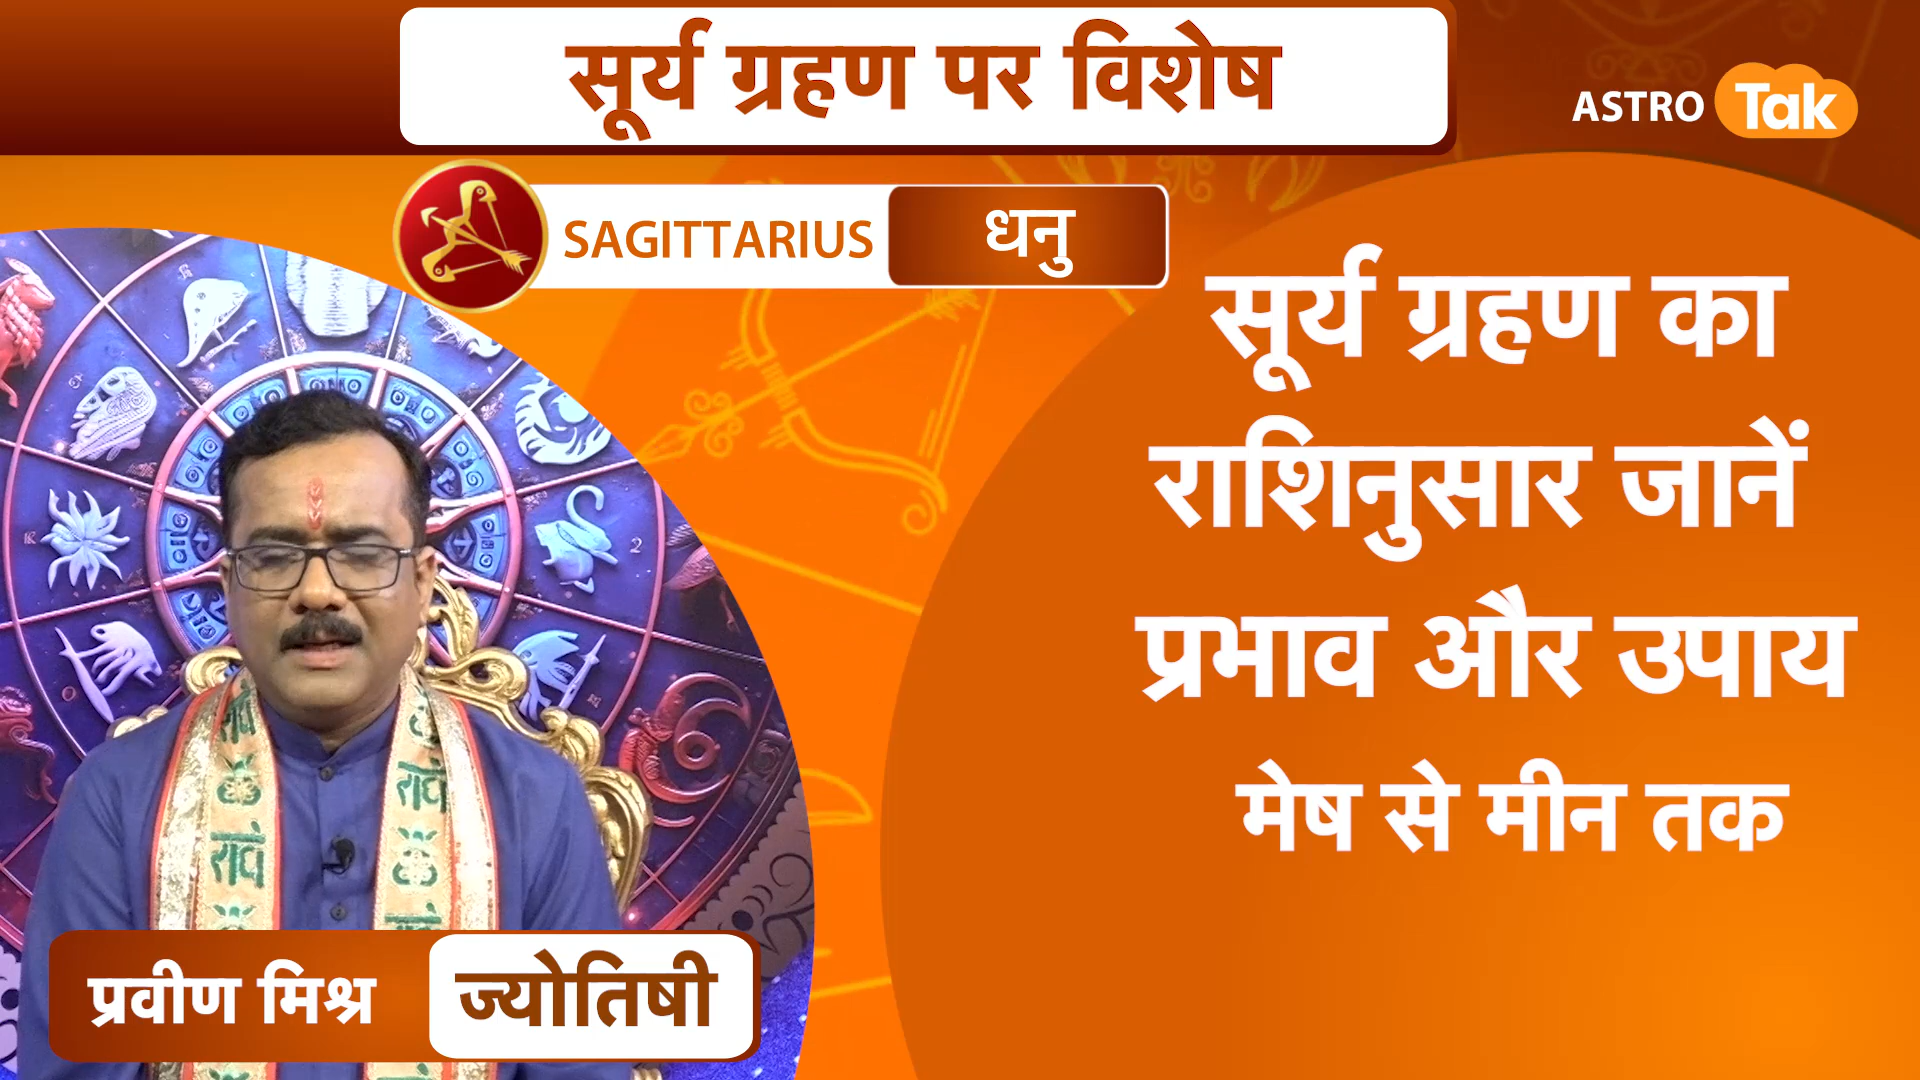 सूर्य ग्रहण पर विशेष
ASTRO Tak
SAGITTARIUS धनु
सूर्य ग्रहण का
राशिनुसार जानें
प्रभाव और उपाय
मेष से मीन तक
प्रवीण मिश्र ज्योतिषी